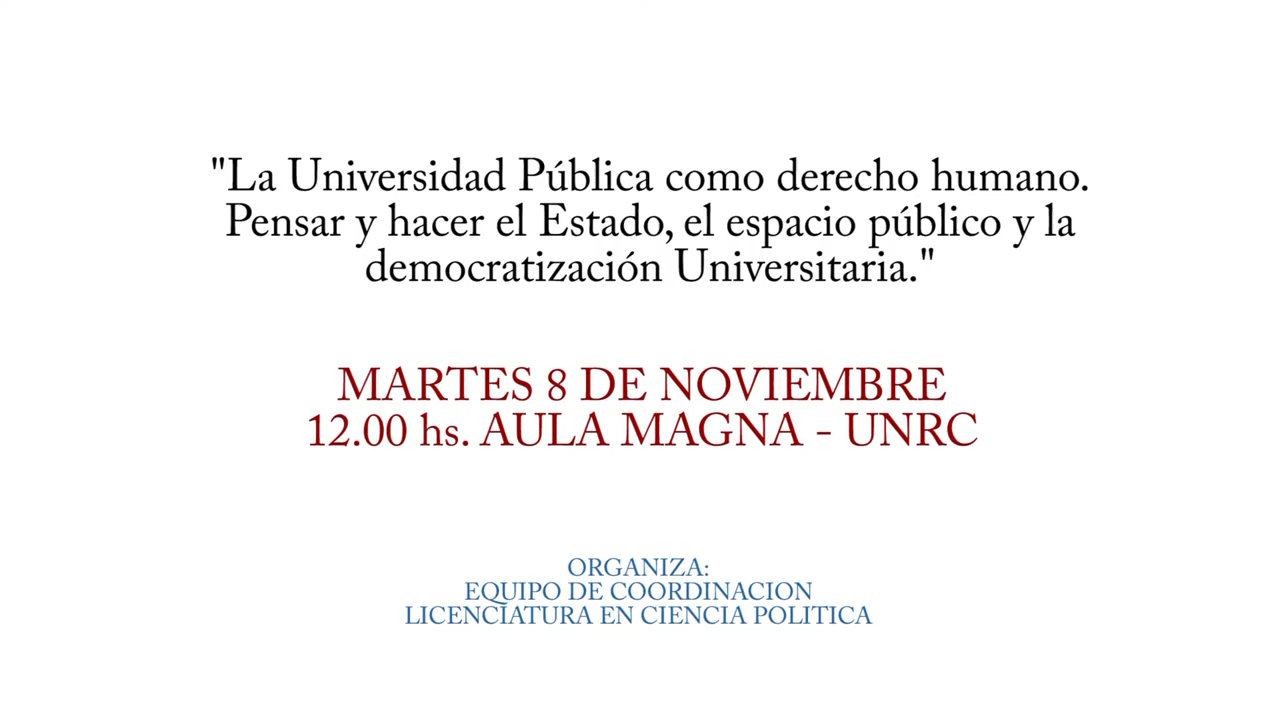 "La Universidad Pública como derecho humano.
Pensar y hacer el Estado, el espacio público y la
democratización Universitaria."
MARTES 8 DE NOVIEMBRE
12.00 hs. AULA MAGNA - UNRC
ORGANIZA:
EQUIPO DE COORDINACION
LICENCIATURA EN CIENCIA POLITICA